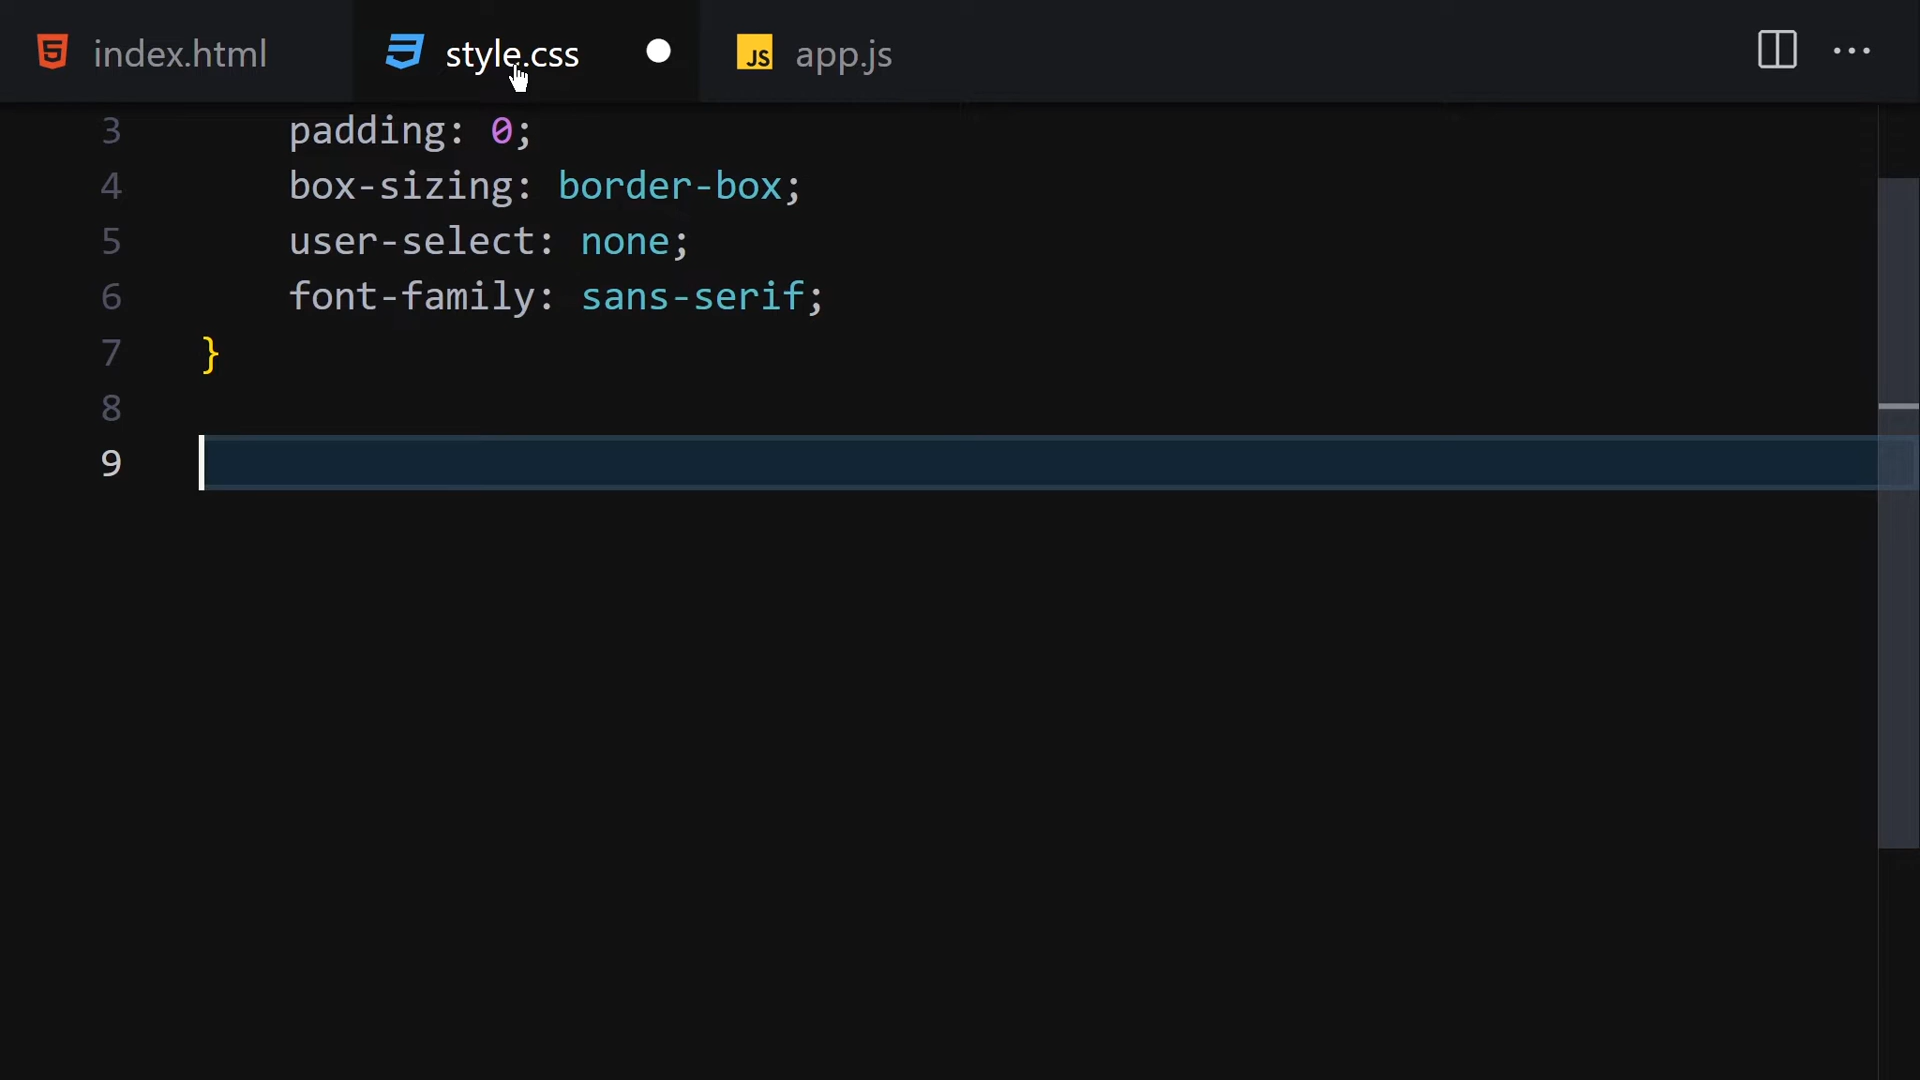 index.html style.css JS app.js
3 padding: 0;
4 box-sizing: border-box;
5 user-select: none;
6 font-family: sans-serif;
7 }
8
9